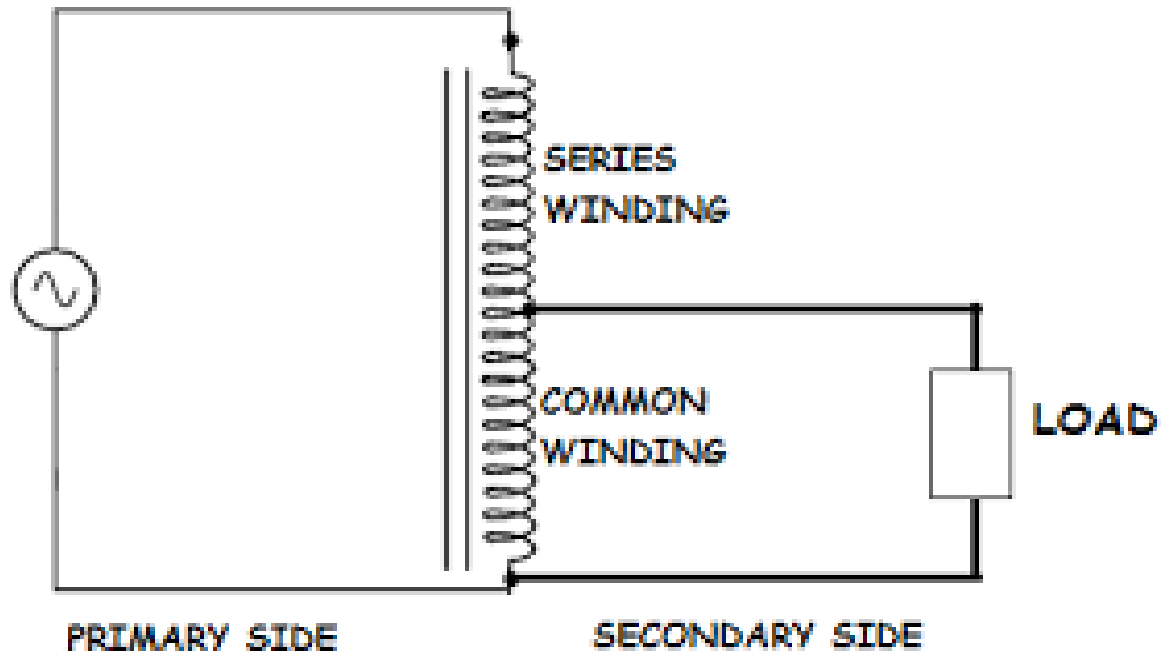 SERIES
WINDING
COMMON
WINDING
LOAD
PRIMARY SIDE
SECONDARY SIDE